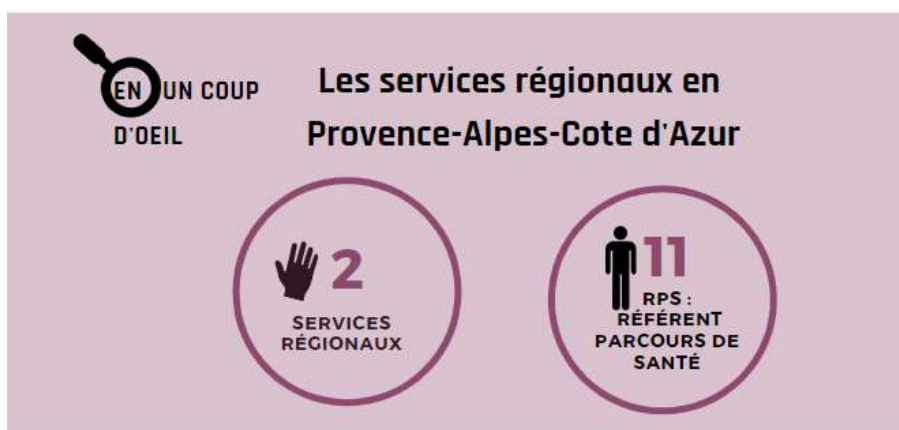 EN UN COUP
D'OEIL
Les services régionaux en
Provence-Alpes-Cote d'Azur
2
SERVICES
RÉGIONAUX
11
RPS :
RÉFÉRENT
PARCOURS DE
SANTÉ